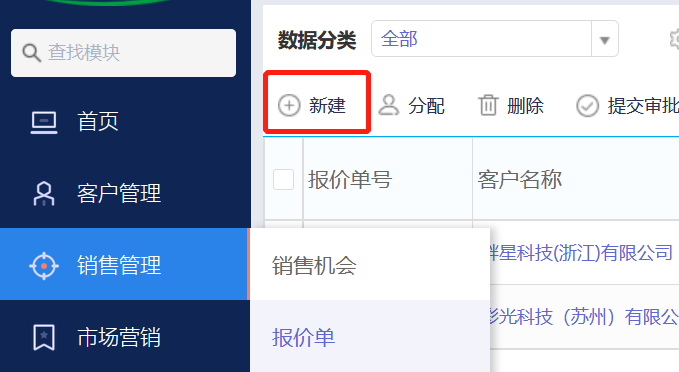 查找模块
首页
客户管理
销售管理
市场营销
数据分类 全部
新建 分配 删除 提交审批
报价单号 客户名称
星科技(浙江)有限公司
光科技（苏州）有限公
销售机会
报价单